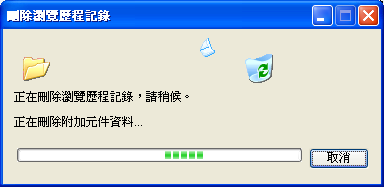 刪除瀏覽歷程記錄
正在刪除瀏覽歷程記錄，請稍候。
正在刪除附加元件資料...
取消